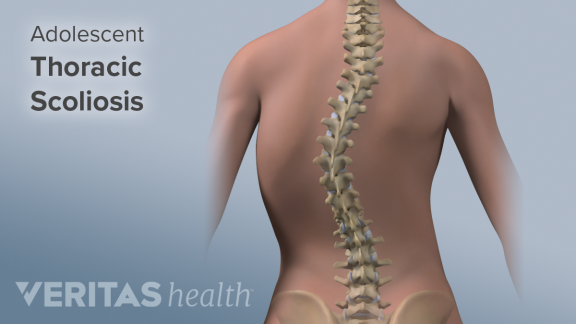 Adolescent
Thoracic
Scoliosis
VERITAS health